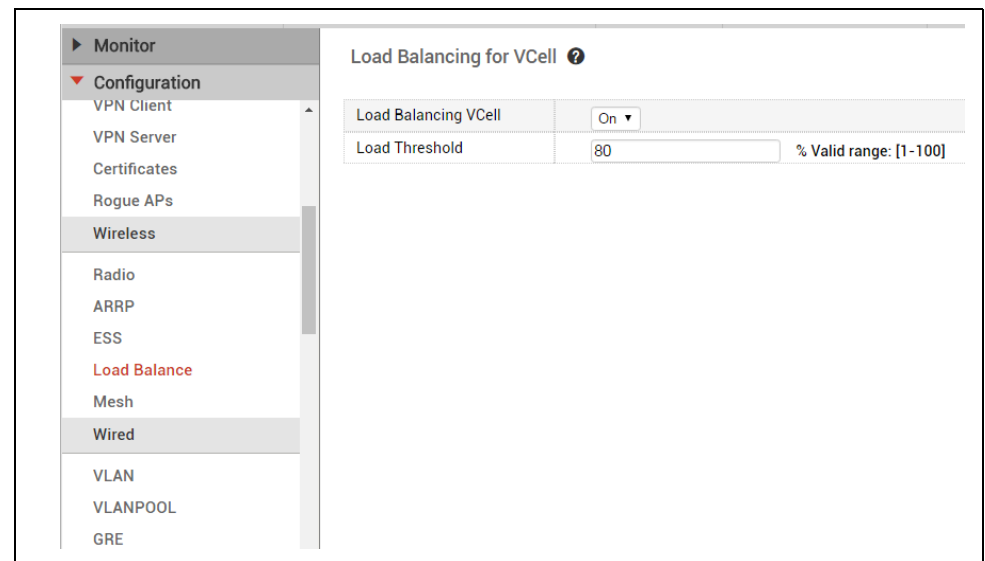 Monitor
Configuration
VPN Client
VPN Server
Certificates
Rogue APs
Wireless
Radio
ARRP
ESS
Load Balance
Mesh
Wired
VLAN
VLANPOOL
GRE
Load Balancing for VCell ?
Load Balancing VCell On
Load Threshold 80 % Valid range: [1-100]